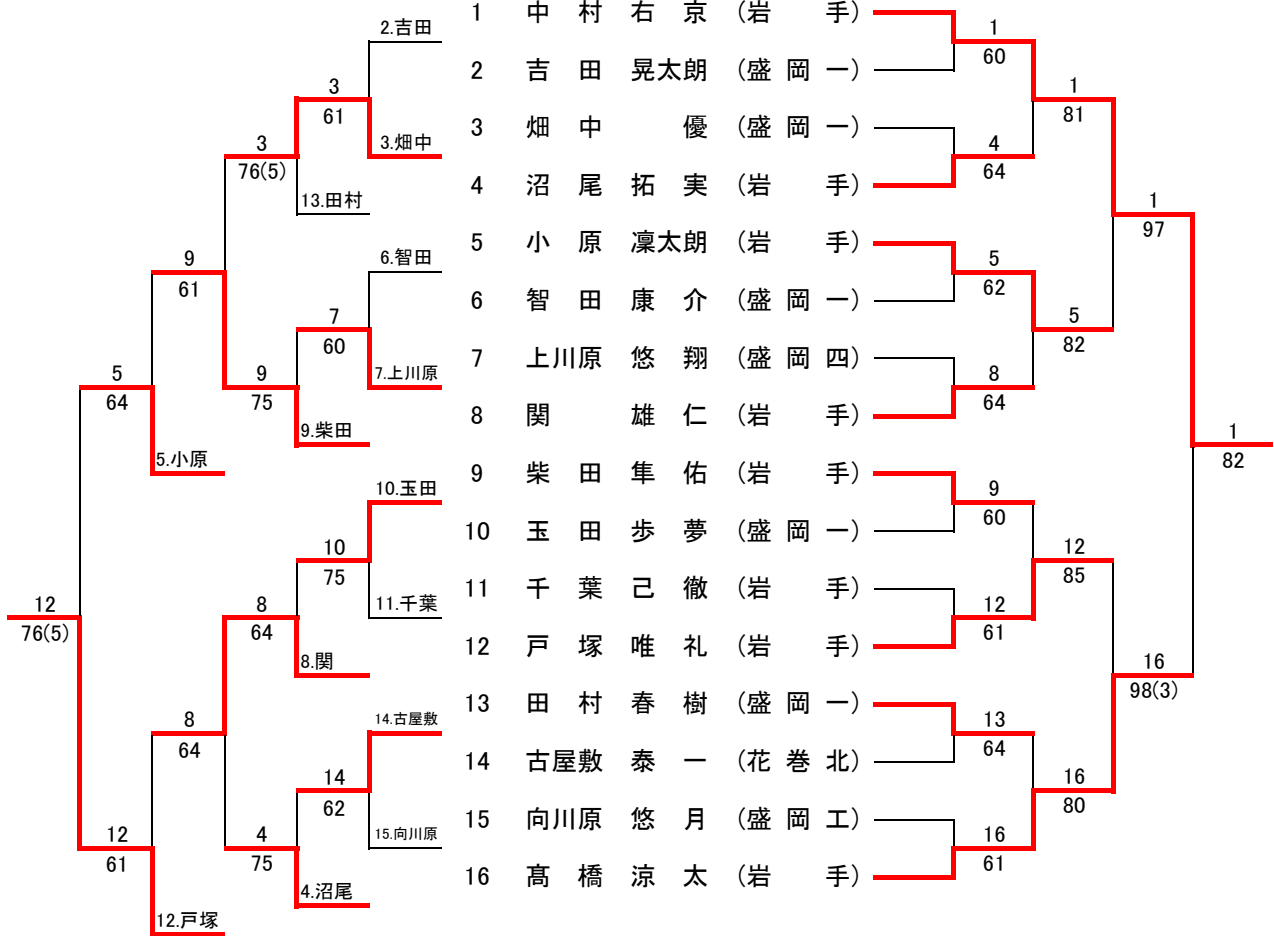 1 中村右京 (岩手)
2 吉田晃太朗 (盛岡一)
3 畑中優 (盛岡一)
4 沼尾拓実 (岩手)
5 小原凜太朗 (岩手)
6 智田康介 (盛岡一)
7 上川原悠翔 (盛岡四)
8 関雄仁 (岩手)
9 柴田隼佑 (岩手)
10 玉田歩夢 (盛岡一)
11 千葉己徹 (岩手)
12 戸塚唯礼 (岩手)
13 田村春樹 (盛岡一)
14 古屋敷泰一 (花巻北)
15 向川原悠月 (盛岡工)
16 髙橋涼太 (岩手)
1
60
4
64
5
62
8
64
9
60
12
61
13
64
16
61
1
81
5
82
12
85
16
80
1
97
16
98(3)
1
82
2.吉田
3
61
3.畑中
3
76(5)
13.田村
6.智田
9
61
7
60
7.上川原
9
75
9.柴田
5
64
5.小原
10.玉田
10
75
11.千葉
8
64
8.関
12
76(5)
14.古屋敷
8
64
14
62
15.向川原
4
75
4.沼尾
12
61
12.戸塚